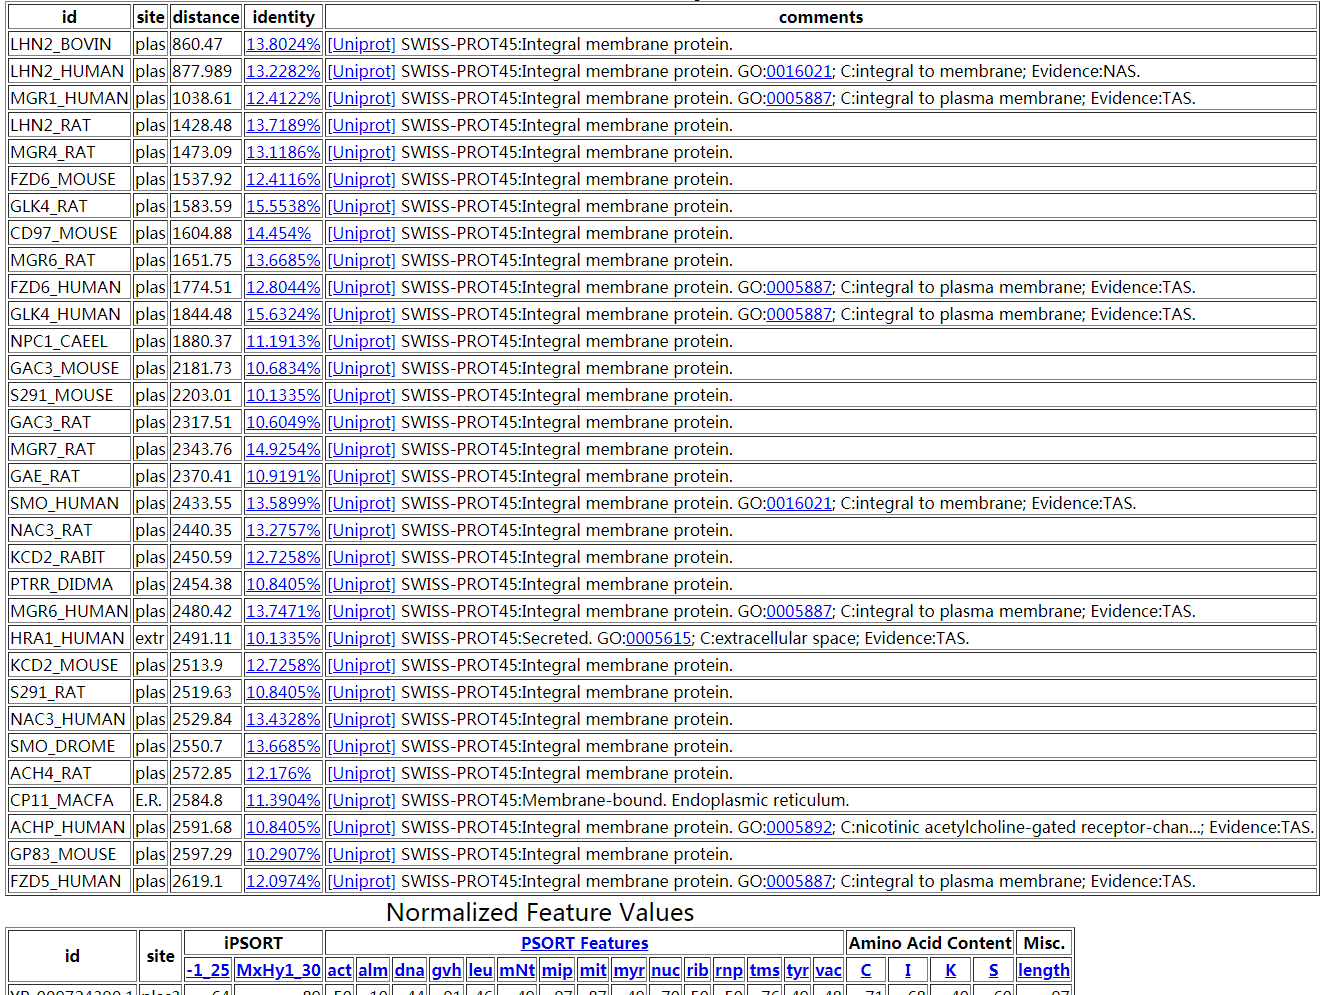 id site distance identity comments
LHN2_BOVIN plas 860.47 13.8024% [Uniprot] SWISS-PROT45:Integral membrane protein.
LHN2_HUMAN plas 877.989 13.2282% [Uniprot] SWISS-PROT45:Integral membrane protein. GO:0016021; C:integral to membrane; Evidence:NAS.
MGR1_HUMAN plas 1038.61 12.4122% [Uniprot] SWISS-PROT45:Integral membrane protein. GO:0005887; C:integral to plasma membrane; Evidence:TAS.
LHN2_RAT plas 1428.48 13.7189% [Uniprot] SWISS-PROT45:Integral membrane protein.
MGR4_RAT plas 1473.09 13.1186% [Uniprot] SWISS-PROT45:Integral membrane protein.
FZD6_MOUSE plas 1537.92 12.4116% [Uniprot] SWISS-PROT45:Integral membrane protein.
GLK4_RAT plas 1583.59 15.5538% [Uniprot] SWISS-PROT45:Integral membrane protein.
CD97_MOUSE plas 1604.88 14.454% [Uniprot] SWISS-PROT45:Integral membrane protein.
MGR6_RAT plas 1651.75 13.6685% [Uniprot] SWISS-PROT45:Integral membrane protein.
FZD6_HUMAN plas 1774.51 12.8044% [Uniprot] SWISS-PROT45:Integral membrane protein. GO:0005887; C:integral to plasma membrane; Evidence:TAS.
GLK4_HUMAN plas 1844.48 15.6324% [Uniprot] SWISS-PROT45:Integral membrane protein. GO:0005887; C:integral to plasma membrane; Evidence:TAS.
NPC1_CAEEL plas 1880.37 11.1913% [Uniprot] SWISS-PROT45:Integral membrane protein.
GAC3_MOUSE plas 2181.73 10.6834% [Uniprot] SWISS-PROT45:Integral membrane protein.
S291_MOUSE plas 2203.01 10.1335% [Uniprot] SWISS-PROT45:Integral membrane protein.
GAC3_RAT plas 2317.51 10.6049% [Uniprot] SWISS-PROT45:Integral membrane protein.
MGR7_RAT plas 2343.76 14.9254% [Uniprot] SWISS-PROT45:Integral membrane protein.
GAE_RAT plas 2370.41 10.9191% [Uniprot] SWISS-PROT45:Integral membrane protein.
SMO_HUMAN plas 2433.55 13.5899% [Uniprot] SWISS-PROT45:Integral membrane protein. GO:0016021; C:integral to membrane; Evidence:TAS.
NAC3_RAT plas 2440.35 13.2757% [Uniprot] SWISS-PROT45:Integral membrane protein.
KCD2_RABIT plas 2450.59 12.7258% [Uniprot] SWISS-PROT45:Integral membrane protein.
PTRR_DIDMA plas 2454.38 10.8405% [Uniprot] SWISS-PROT45:Integral membrane protein.
MGR6_HUMAN plas 2480.42 13.7471% [Uniprot] SWISS-PROT45:Integral membrane protein. GO:0005887; C:integral to plasma membrane; Evidence:TAS.
HRA1_HUMAN extr 2491.11 10.1335% [Uniprot] SWISS-PROT45:Secreted. GO:0005615; C:extracellular space; Evidence:TAS.
KCD2_MOUSE plas 2513.9 12.7258% [Uniprot] SWISS-PROT45:Integral membrane protein.
S291_RAT plas 2519.63 10.8405% [Uniprot] SWISS-PROT45:Integral membrane protein.
NAC3_HUMAN plas 2529.84 13.4328% [Uniprot] SWISS-PROT45:Integral membrane protein.
SMO_DROME plas 2550.7 13.6685% [Uniprot] SWISS-PROT45:Integral membrane protein.
ACH4_RAT plas 2572.85 12.176% [Uniprot] SWISS-PROT45:Integral membrane protein.
CP11_MACFA E.R. 2584.8 11.3904% [Uniprot] SWISS-PROT45:Membrane-bound. Endoplasmic reticulum.
ACHP_HUMAN plas 2591.68 10.8405% [Uniprot] SWISS-PROT45:Integral membrane protein. GO:0005892; C:nicotinic acetylcholine-gated receptor-chan...; Evidence:TAS.
GP83_MOUSE plas 2597.29 10.2907% [Uniprot] SWISS-PROT45:Integral membrane protein.
FZD5_HUMAN plas 2619.1 12.0974% [Uniprot] SWISS-PROT45:Integral membrane protein. GO:0005887; C:integral to plasma membrane; Evidence:TAS.
Normalized Feature Values
id site iPSORT PSORT Features Amino Acid Content Misc.
-1_25 MxHy1_30 act alm dna gvh leu mNt mip mit myr nuc rib rnp tms tyr vac C I K S length